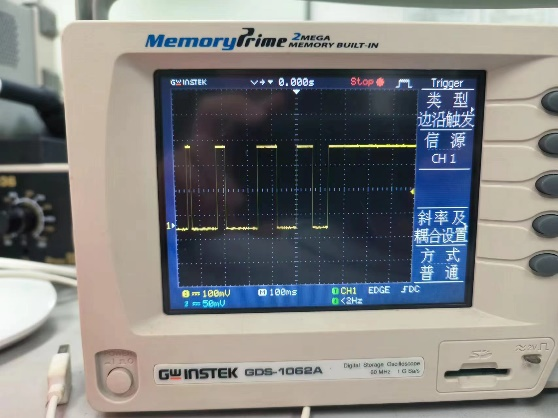 MemoryPrime 2MEGA MEMORY BUILT-IN
GWINSTEK 0.000s Stop Trigger
类 型
边沿触发
信 源
CH 1
1
斜率及
耦合设置
方 式
普 通
100mV M 100ms CH1 EDGE DC
50mV <2Hz
GWINSTEK GDS-1062A
Digital Storage Oscilloscope
60 MHz 1 G Sa/s